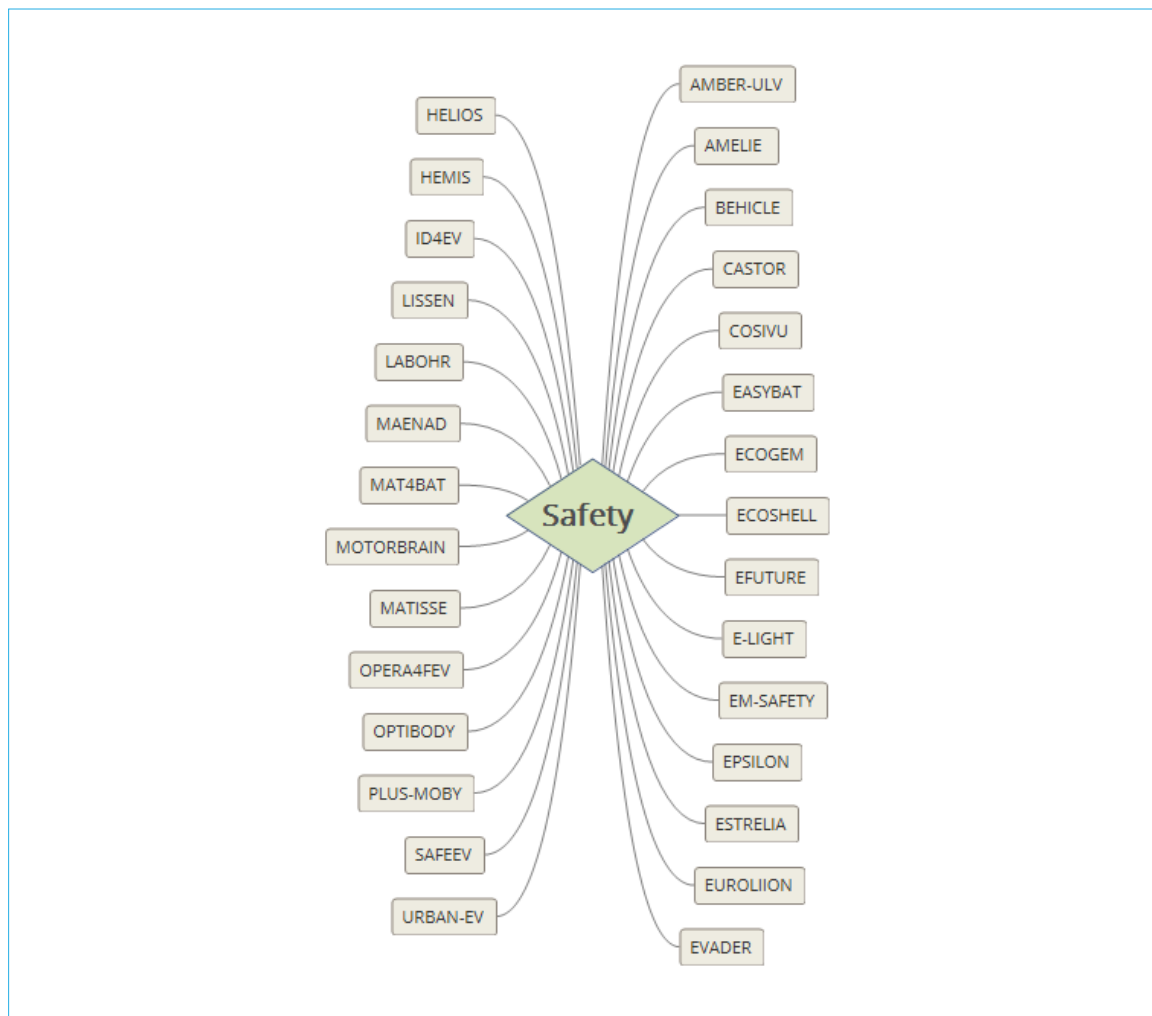 HELIOS
HEMIS
ID4EV
LISSEN
LABOHR
MAENAD
MAT4BAT
MOTORBRAIN
MATISSE
OPERA4FEV
OPTIBODY
PLUS-MOBY
SAFEEV
URBAN-EV
Safety
AMBER-ULV
AMELIE
BEHICLE
CASTOR
COSIVU
EASYBAT
ECOGEM
ECOSHELL
EFUTURE
E-LIGHT
EM-SAFETY
EPSILON
ESTRELIA
EUROLIION
EVADER